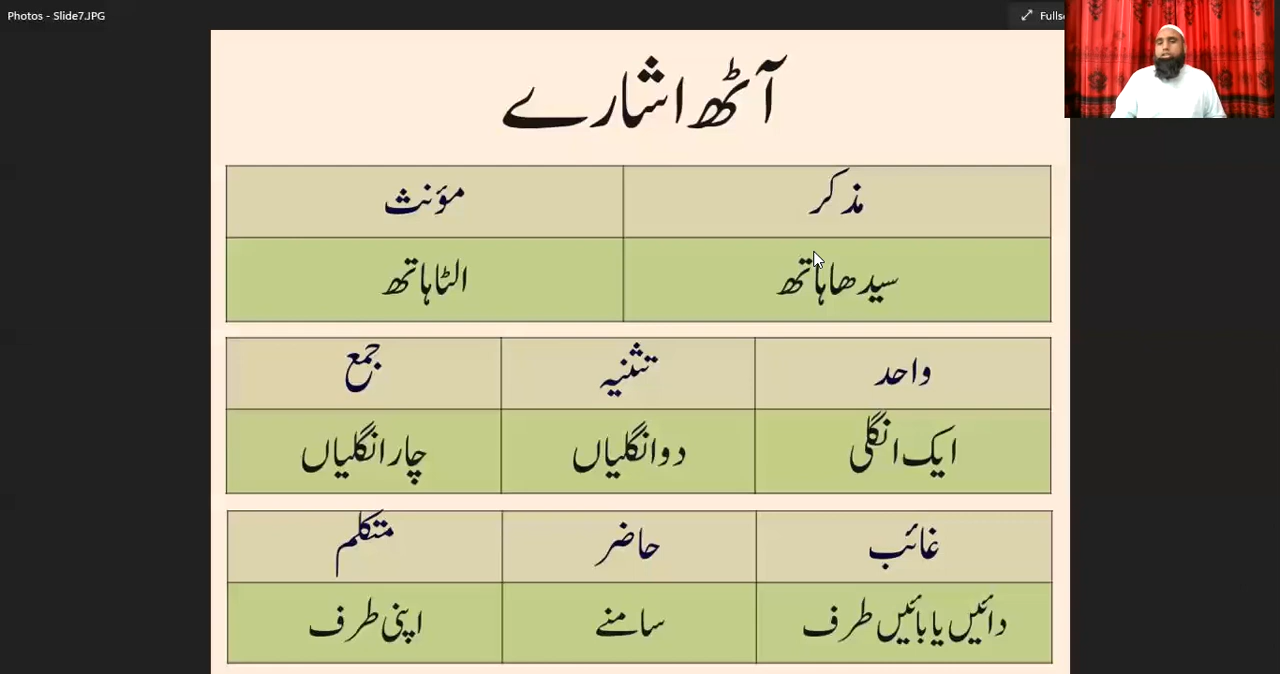 Photos - Slide7.JPG
Fulls
آٹھ اشارے
مذکر مؤنث
سیدھا ہاتھ الٹا ہاتھ
واحد تثنیہ جمع
ایک انگلی دو انگلیاں چار انگلیاں
غائب حاضر متکلم
دائیں یا بائیں طرف سامنے اپنی طرف